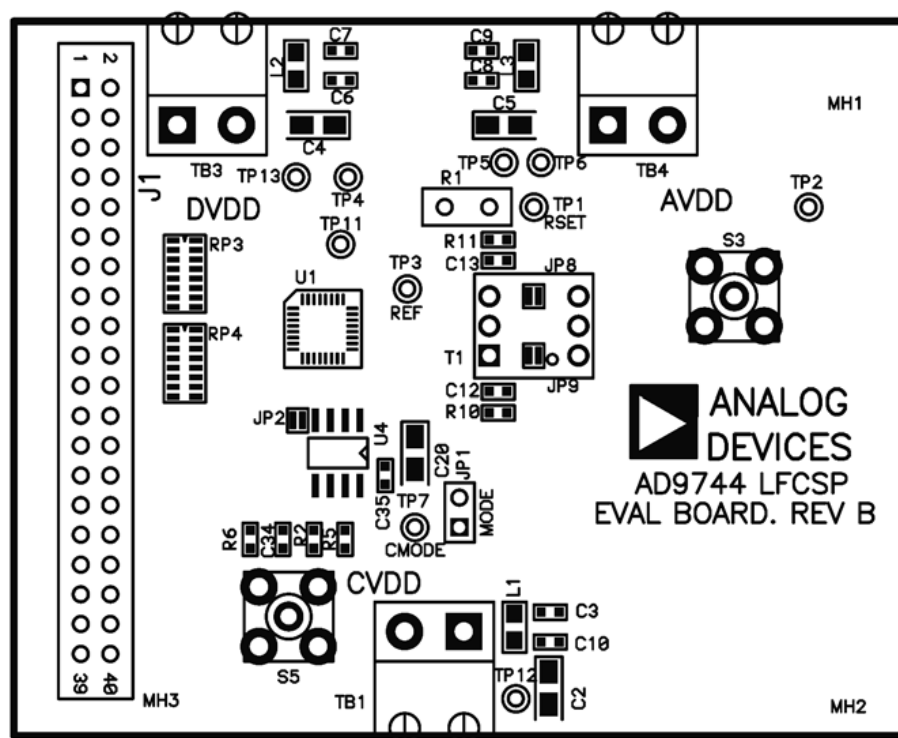 1 2
L2
C7
C6
C9
C8
L3
C4
C5
MH1
TB3
TP13
TP4
TP5
TP6
TB4
J1
DVDD
R1
TP1
RSET
AVDD
TP2
RP3
TP11
R11
C13
S3
U1
TP3
REF
JP8
RP4
T1
JP9
C12
R10
ANALOG
DEVICES
JP2
U4
C20
JP1
AD9744 LFCSP
EVAL BOARD. REV B
C35
TP7
MODE
R6
C34
R2
R5
CMODE
CVDD
L1
C3
C10
S5
TP12
C2
39 40
MH3
TB1
MH2